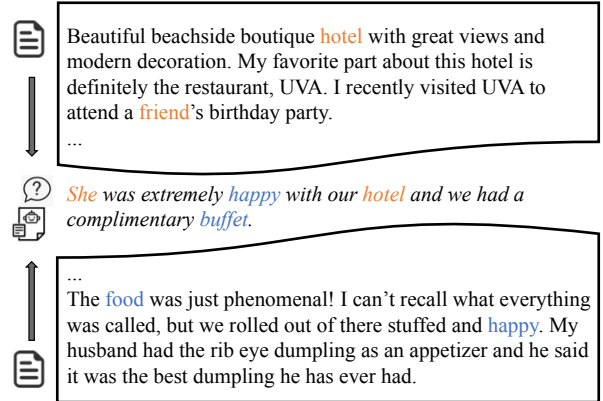 Beautiful beachside boutique hotel with great views and
modern decoration. My favorite part about this hotel is
definitely the restaurant, UVA. I recently visited UVA to
attend a friend's birthday party.
...
?
She was extremely happy with our hotel and we had a
complimentary buffet.
...
The food was just phenomenal! I can't recall what everything
was called, but we rolled out of there stuffed and happy. My
husband had the rib eye dumpling as an appetizer and he said
it was the best dumpling he has ever had.